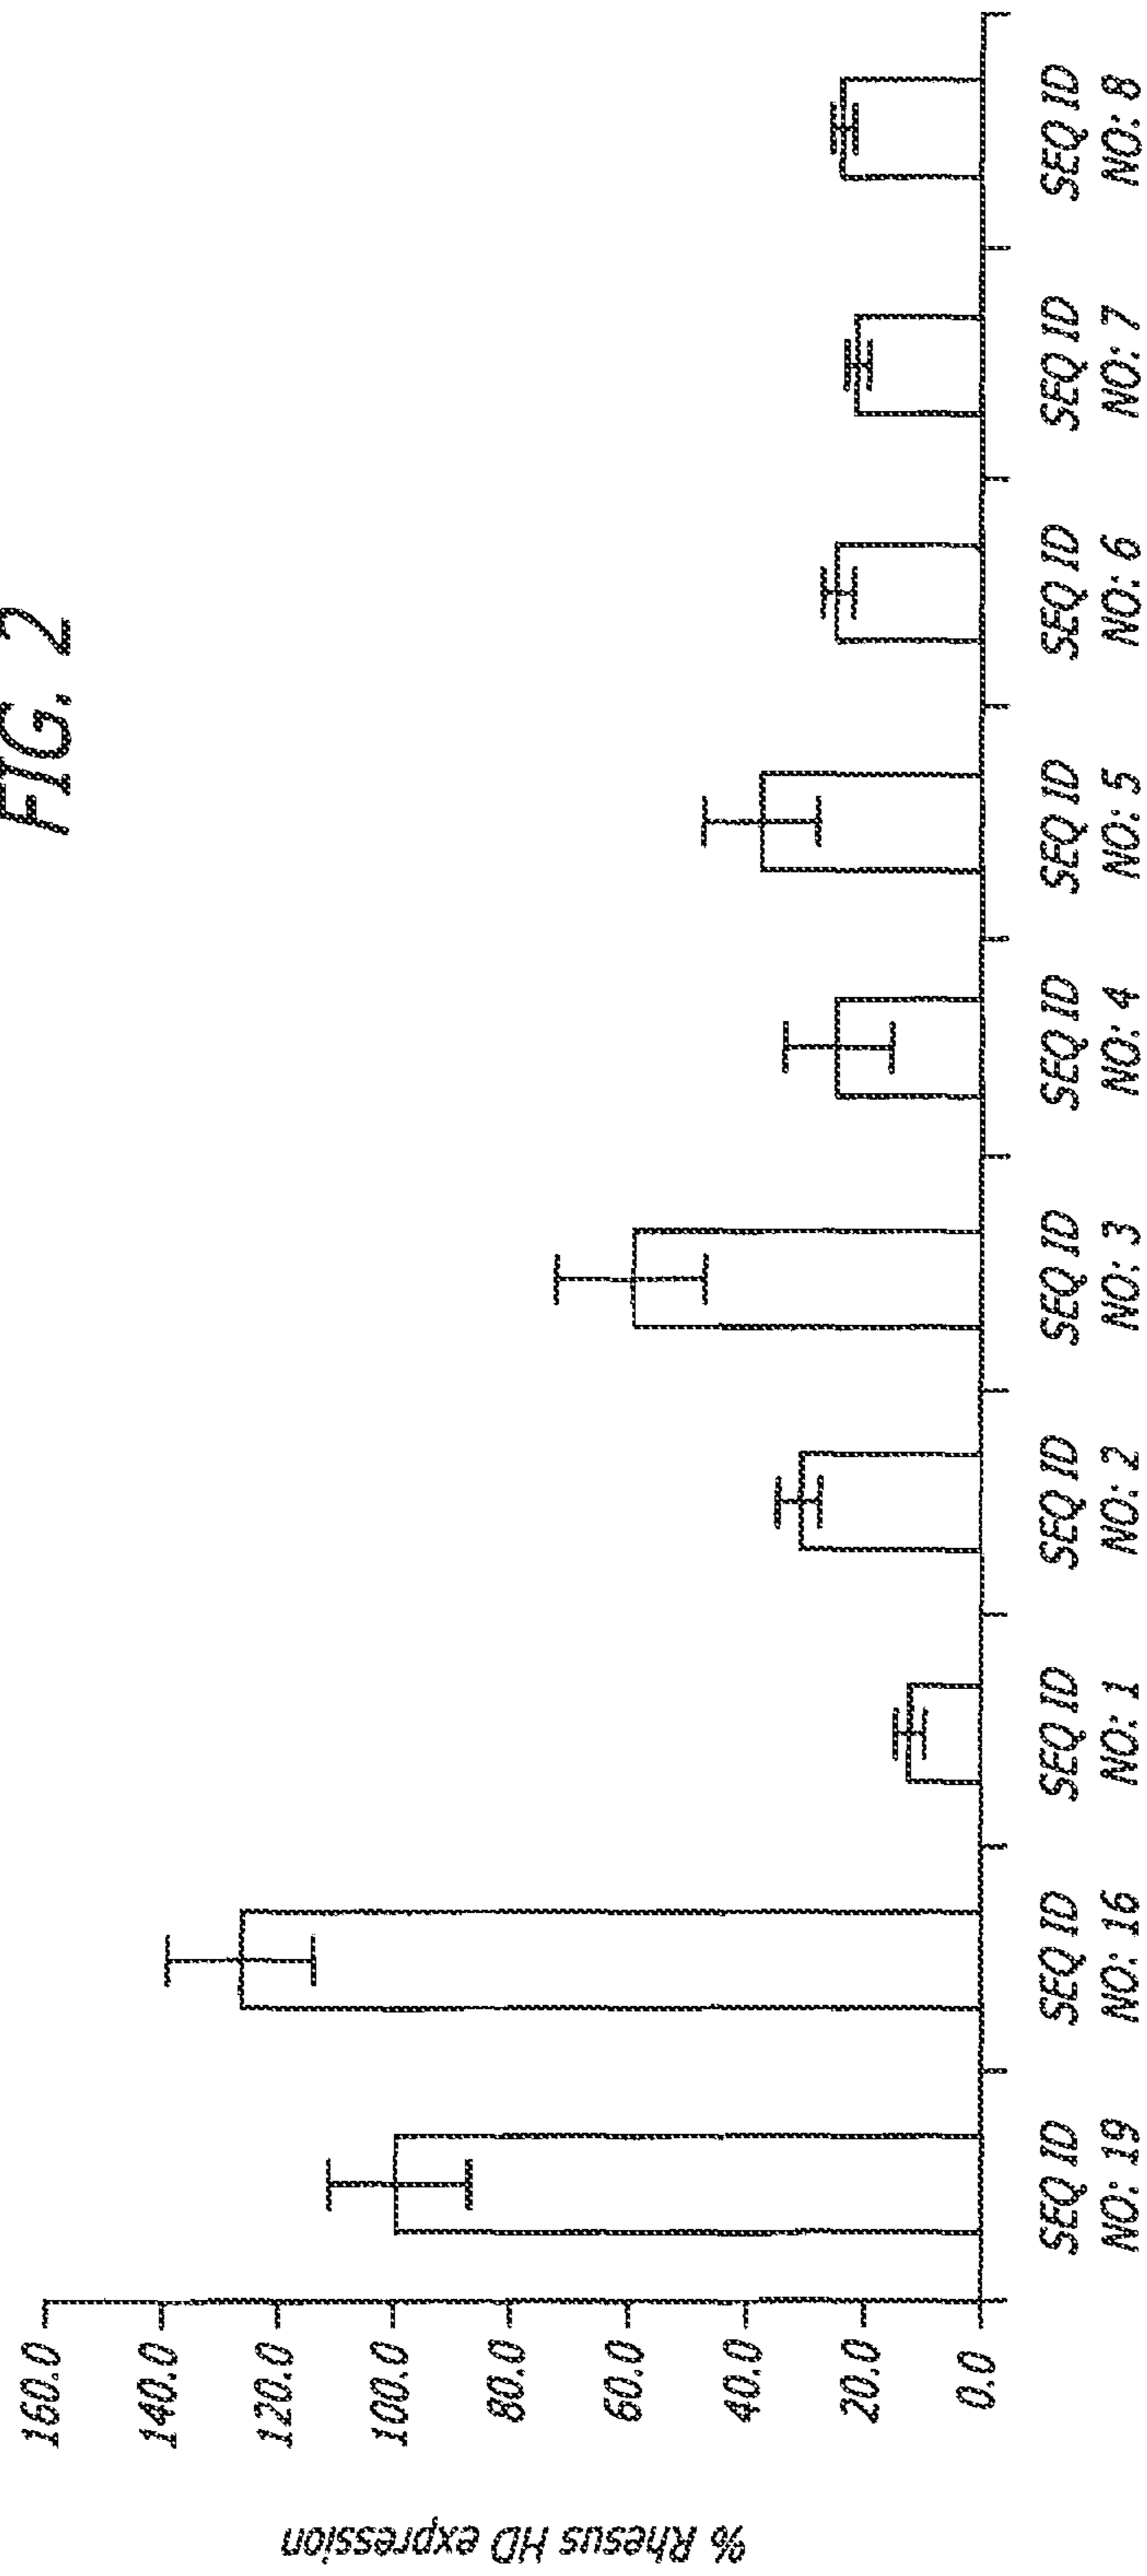 FIG. 2
% Rhesus HD expression
160.0
140.0
120.0
100.0
80.0
60.0
40.0
20.0
0.0
SEQ ID
NO: 19
SEQ ID
NO: 16
SEQ ID
NO: 1
SEQ ID
NO: 2
SEQ ID
NO: 3
SEQ ID
NO: 4
SEQ ID
NO: 5
SEQ ID
NO: 6
SEQ ID
NO: 7
SEQ ID
NO: 8